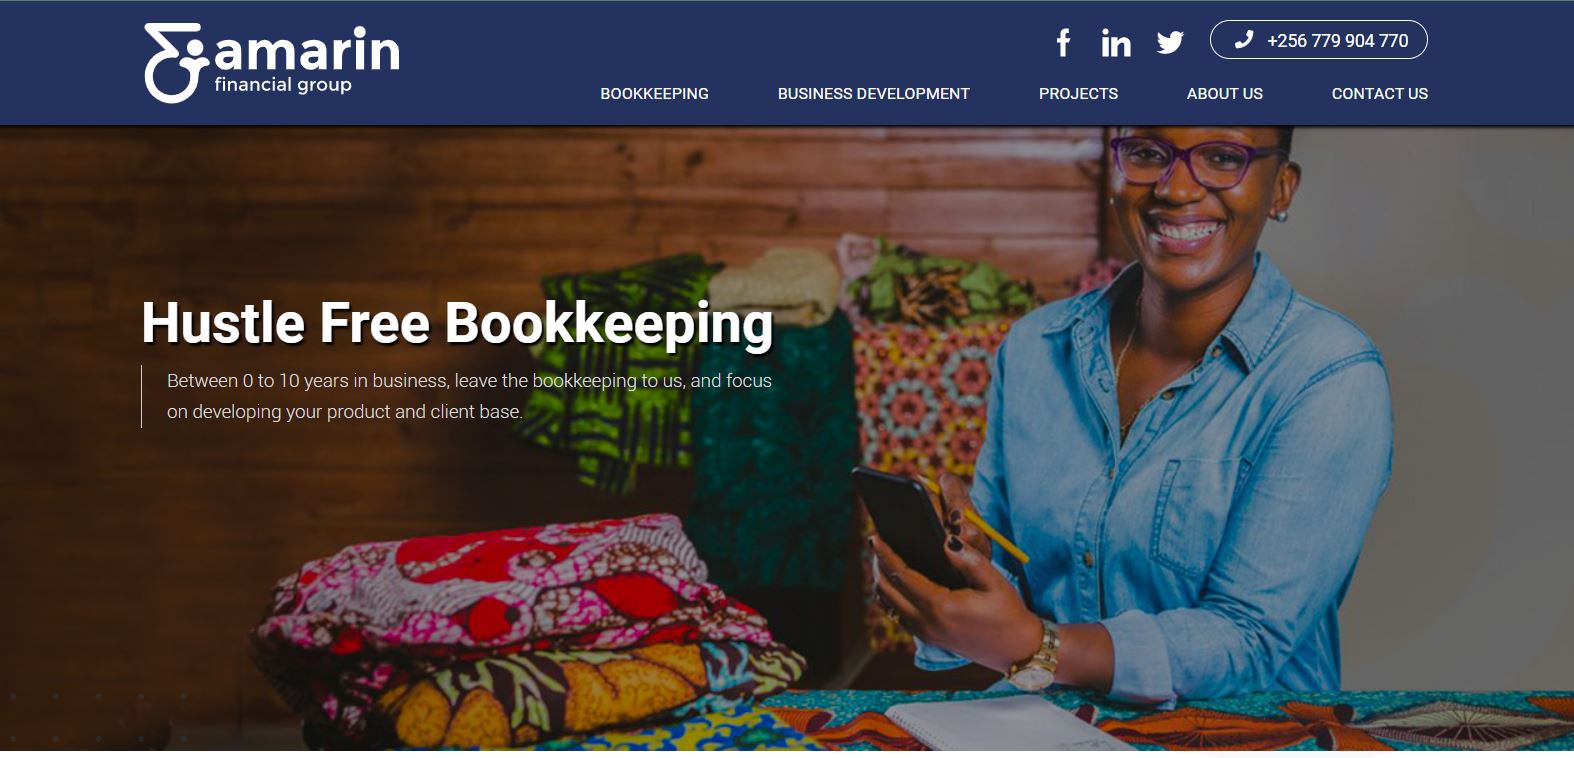 amarin
financial group
+256 779 904 770
BOOKKEEPING BUSINESS DEVELOPMENT PROJECTS ABOUT US CONTACT US
Hustle Free Bookkeeping
Between 0 to 10 years in business, leave the bookkeeping to us, and focus
on developing your product and client base.